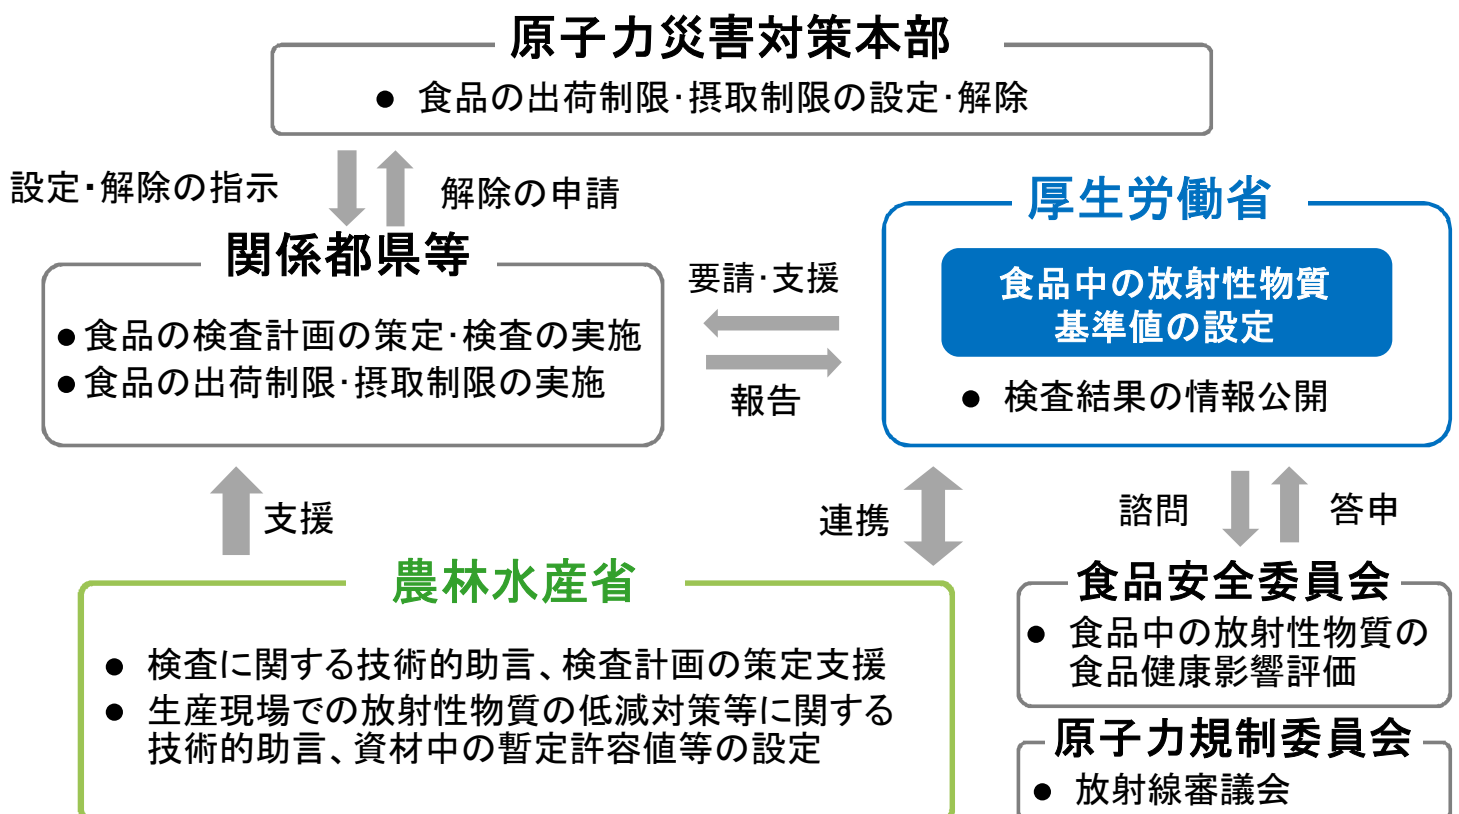 原子力災害対策本部
● 食品の出荷制限･摂取制限の設定･解除
設定・解除の指示
解除の申請
関係都県等
●食品の検査計画の策定･検査の実施
●食品の出荷制限･摂取制限の実施
要請･支援
報告
厚生労働省
食品中の放射性物質
基準値の設定
● 検査結果の情報公開
支援
連携
諮問
答申
農林水産省
● 検査に関する技術的助言、検査計画の策定支援
● 生産現場での放射性物質の低減対策等に関する
技術的助言、資材中の暫定許容値等の設定
食品安全委員会
● 食品中の放射性物質の
食品健康影響評価
原子力規制委員会
● 放射線審議会